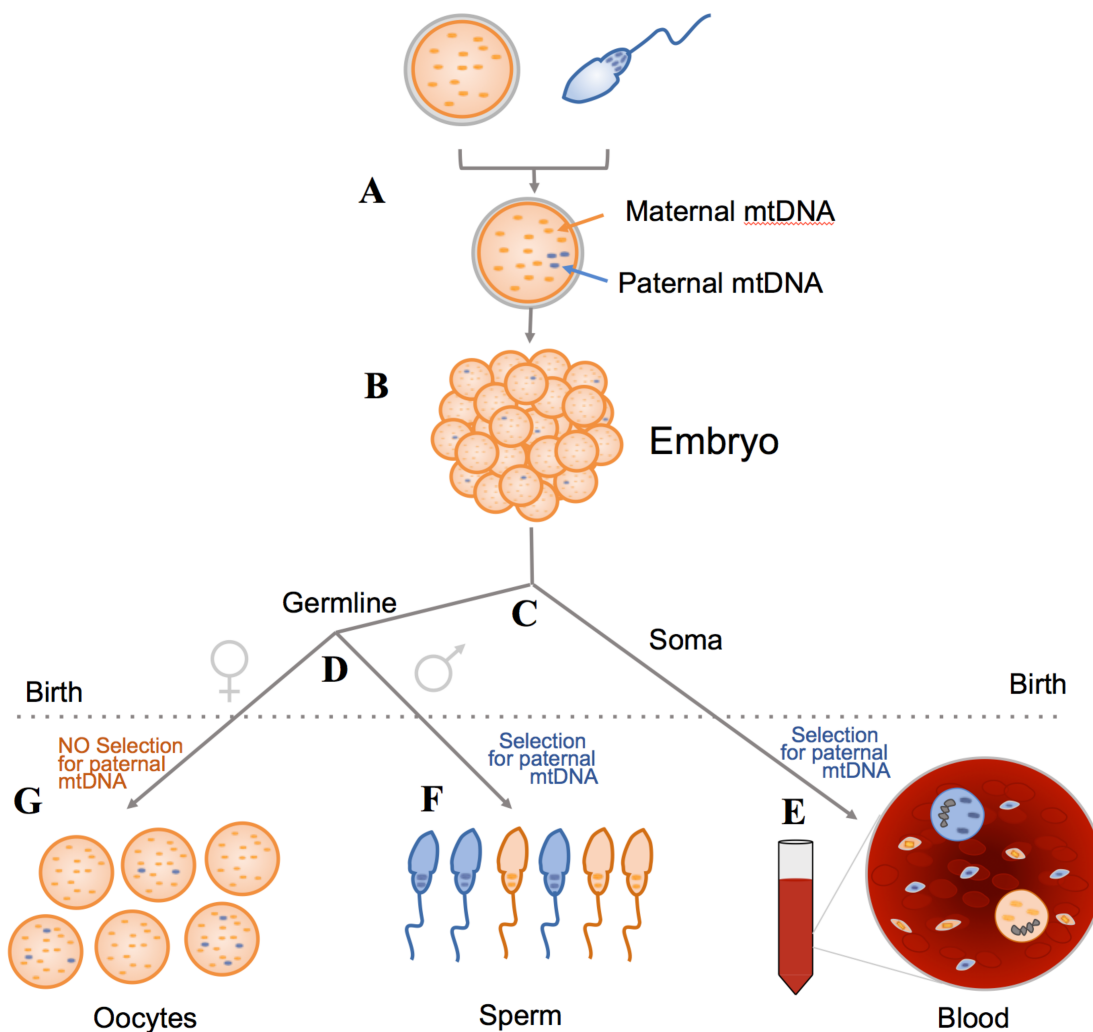 A
Maternal mtDNA
Paternal mtDNA
B
Embryo
Germline
C
Soma
D
Birth
Birth
NO Selection
for paternal
mtDNA
Selection
for paternal
mtDNA
Selection
for paternal
mtDNA
G
F
E
Oocytes
Sperm
Blood